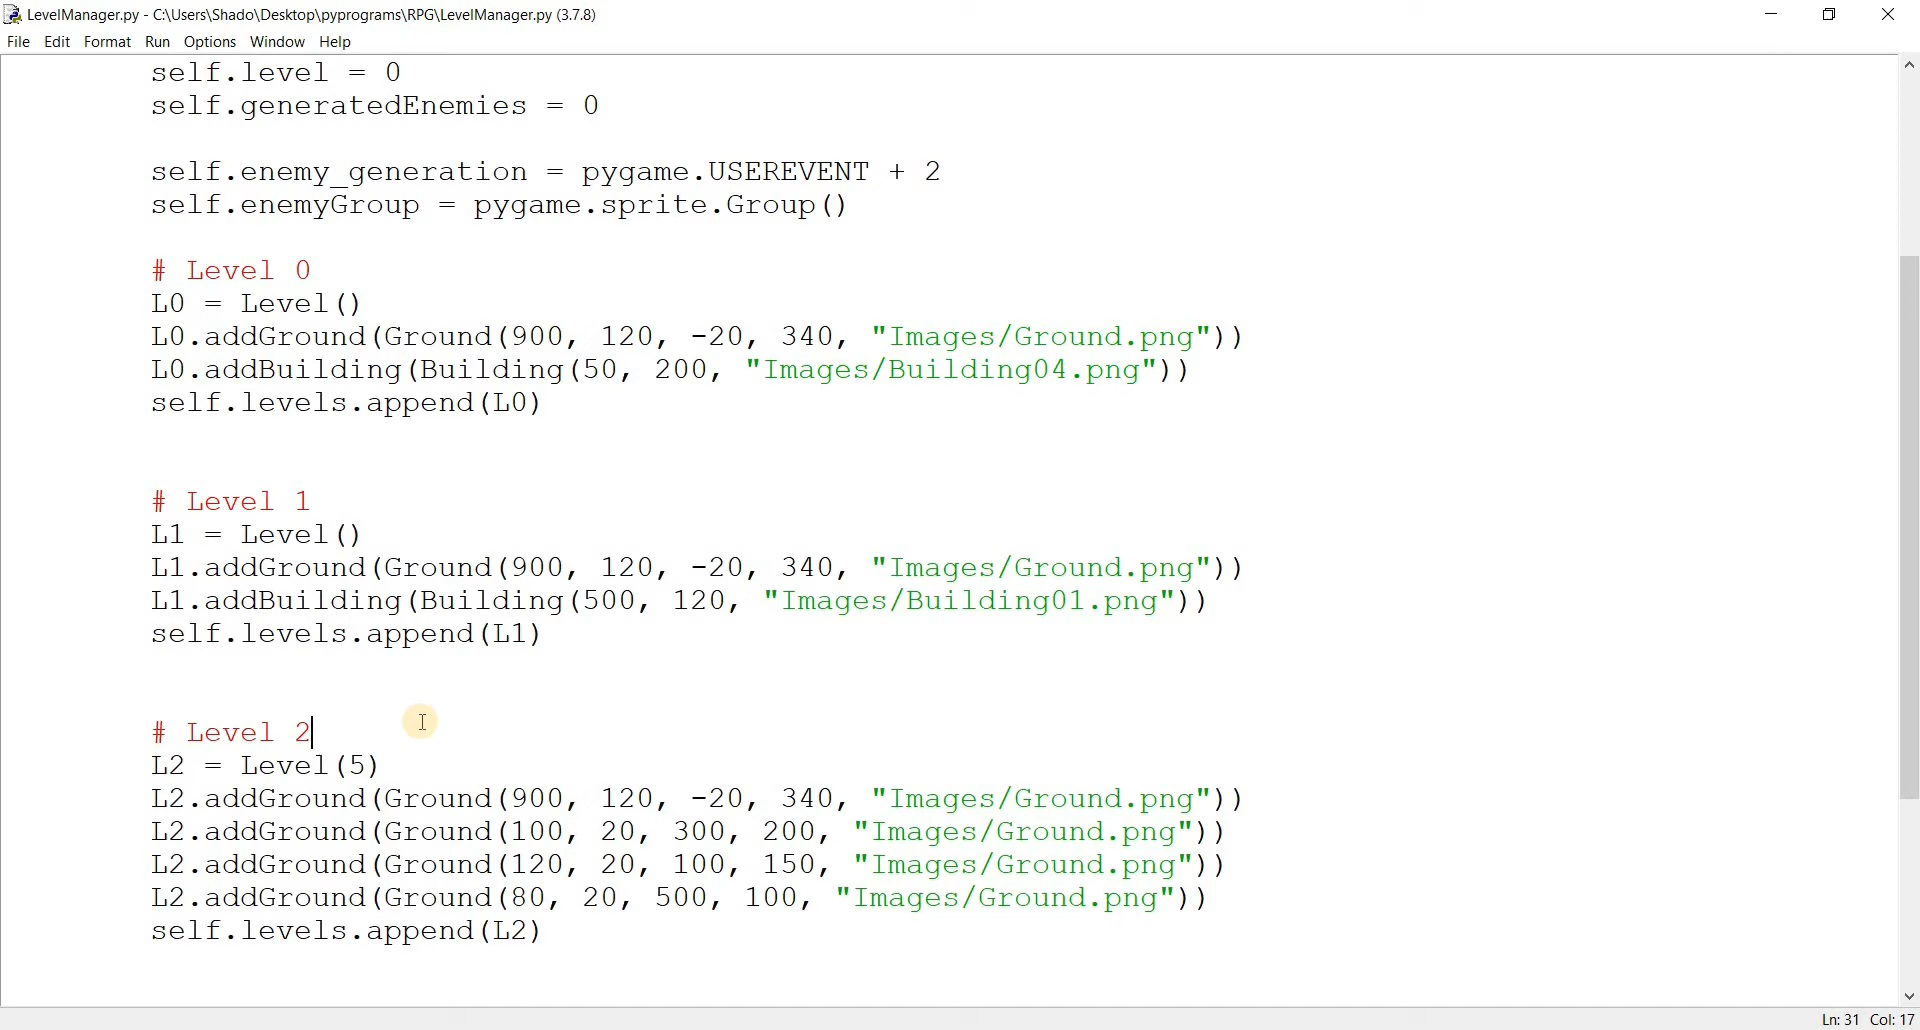 LevelManager.py - C:\Users\Shado\Desktop\pyprograms\RPG\LevelManager.py (3.7.8)
File Edit Format Run Options Window Help
self.level = 0
self.generatedEnemies = 0
self.enemy_generation = pygame.USEREVENT + 2
self.enemyGroup = pygame.sprite.Group()
# Level 0
L0 = Level()
L0.addGround(Ground(900, 120, -20, 340, "Images/Ground.png"))
L0.addBuilding(Building(50, 200, "Images/Building04.png"))
self.levels.append(L0)
# Level 1
L1 = Level()
L1.addGround(Ground(900, 120, -20, 340, "Images/Ground.png"))
L1.addBuilding(Building(500, 120, "Images/Building01.png"))
self.levels.append(L1)
# Level 2
L2 = Level(5)
L2.addGround(Ground(900, 120, -20, 340, "Images/Ground.png"))
L2.addGround(Ground(100, 20, 300, 200, "Images/Ground.png"))
L2.addGround(Ground(120, 20, 100, 150, "Images/Ground.png"))
L2.addGround(Ground(80, 20, 500, 100, "Images/Ground.png"))
self.levels.append(L2)
Ln: 31 Col: 17